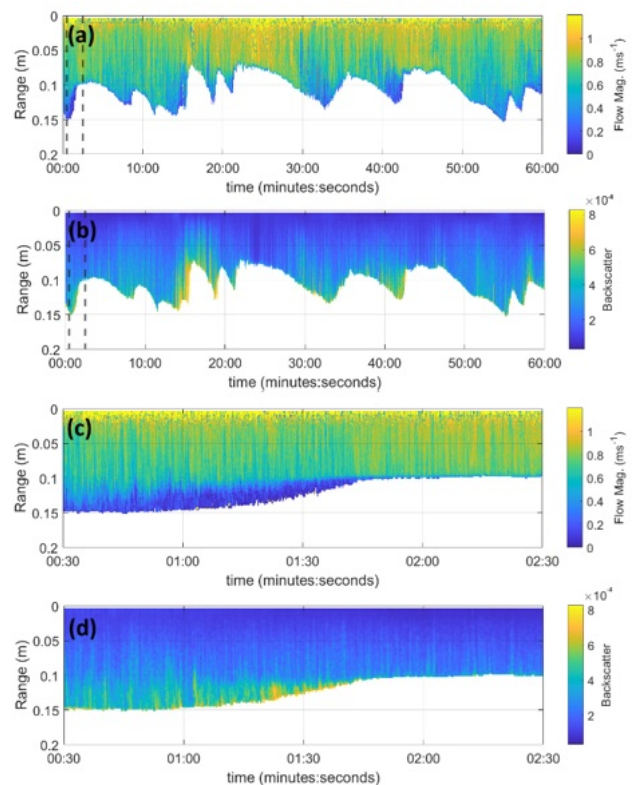 (a)
0
0.05
0.1
0.15
0.2
Range (m)
00:00 10:00 20:00 30:00 40:00 50:00 60:00
time (minutes:seconds)
1
0.8
0.6
0.4
0.2
0
Flow Mag. (ms⁻¹)
(b)
0
0.05
0.1
0.15
0.2
Range (m)
00:00 10:00 20:00 30:00 40:00 50:00 60:00
time (minutes:seconds)
×10⁻⁴
8
6
4
2
Backscatter
(c)
0
0.05
0.1
0.15
0.2
Range (m)
00:30 01:00 01:30 02:00 02:30
time (minutes:seconds)
1
0.8
0.6
0.4
0.2
0
Flow Mag. (ms⁻¹)
(d)
0
0.05
0.1
0.15
0.2
Range (m)
00:30 01:00 01:30 02:00 02:30
time (minutes:seconds)
×10⁻⁴
8
6
4
2
Backscatter